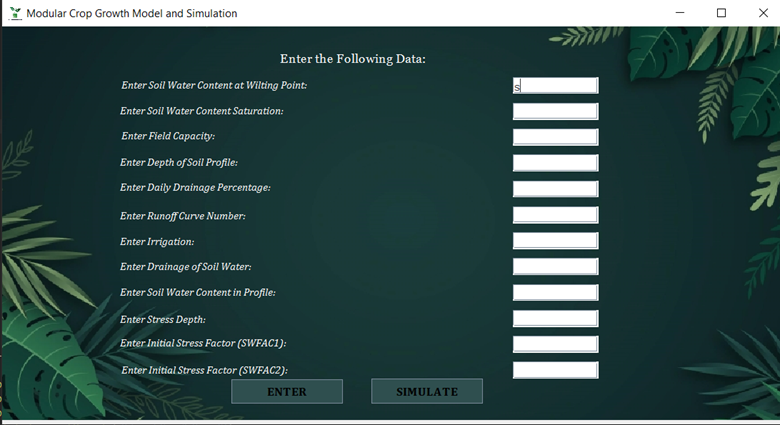 Modular Crop Growth Model and Simulation
Enter the Following Data:
Enter Soil Water Content at Wilting Point:
s
Enter Soil Water Content Saturation:
Enter Field Capacity:
Enter Depth of Soil Profile:
Enter Daily Drainage Percentage:
Enter Runoff Curve Number:
Enter Irrigation:
Enter Drainage of Soil Water:
Enter Soil Water Content in Profile:
Enter Stress Depth:
Enter Initial Stress Factor (SWFAC1):
Enter Initial Stress Factor (SWFAC2):
ENTER
SIMULATE